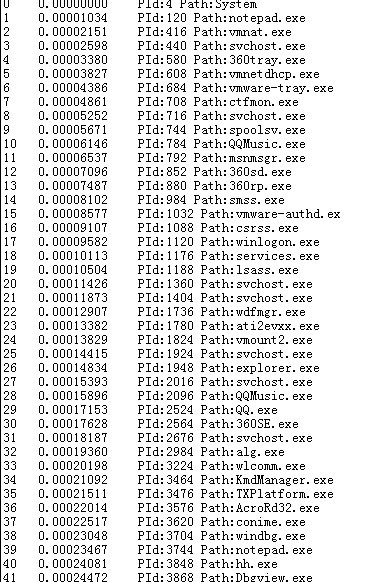 0 0.00000000 PId:4 Path:System
1 0.00001034 PId:120 Path:notepad.exe
2 0.00002151 PId:416 Path:vmnat.exe
3 0.00002598 PId:440 Path:svchost.exe
4 0.00003380 PId:580 Path:360tray.exe
5 0.00003827 PId:608 Path:vmnetdhcp.exe
6 0.00004386 PId:684 Path:vmware-tray.exe
7 0.00004861 PId:708 Path:ctfmon.exe
8 0.00005252 PId:716 Path:svchost.exe
9 0.00005671 PId:744 Path:spoolsv.exe
10 0.00006146 PId:784 Path:QQMusic.exe
11 0.00006537 PId:792 Path:msnmsgr.exe
12 0.00007096 PId:852 Path:360sd.exe
13 0.00007487 PId:880 Path:360rp.exe
14 0.00008102 PId:984 Path:smss.exe
15 0.00008577 PId:1032 Path:vmware-authd.ex
16 0.00009107 PId:1088 Path:csrss.exe
17 0.00009582 PId:1120 Path:winlogon.exe
18 0.00010113 PId:1176 Path:services.exe
19 0.00010504 PId:1188 Path:lsass.exe
20 0.00011426 PId:1360 Path:svchost.exe
21 0.00011873 PId:1404 Path:svchost.exe
22 0.00012907 PId:1736 Path:wdfmgr.exe
23 0.00013382 PId:1780 Path:ati2evxx.exe
24 0.00013829 PId:1824 Path:vmount2.exe
25 0.00014415 PId:1924 Path:svchost.exe
26 0.00014834 PId:1948 Path:explorer.exe
27 0.00015393 PId:2016 Path:svchost.exe
28 0.00015896 PId:2096 Path:QQMusic.exe
29 0.00017153 PId:2524 Path:QQ.exe
30 0.00017628 PId:2564 Path:360SE.exe
31 0.00018187 PId:2676 Path:svchost.exe
32 0.00019360 PId:2984 Path:alg.exe
33 0.00020198 PId:3224 Path:wlcomm.exe
34 0.00021092 PId:3464 Path:KmdManager.exe
35 0.00021511 PId:3476 Path:TXPlatform.exe
36 0.00022014 PId:3576 Path:AcroRd32.exe
37 0.00022517 PId:3620 Path:conime.exe
38 0.00023048 PId:3704 Path:windbg.exe
39 0.00023467 PId:3744 Path:notepad.exe
40 0.00024081 PId:3848 Path:hh.exe
41 0.00024472 PId:3868 Path:Dbgview.exe